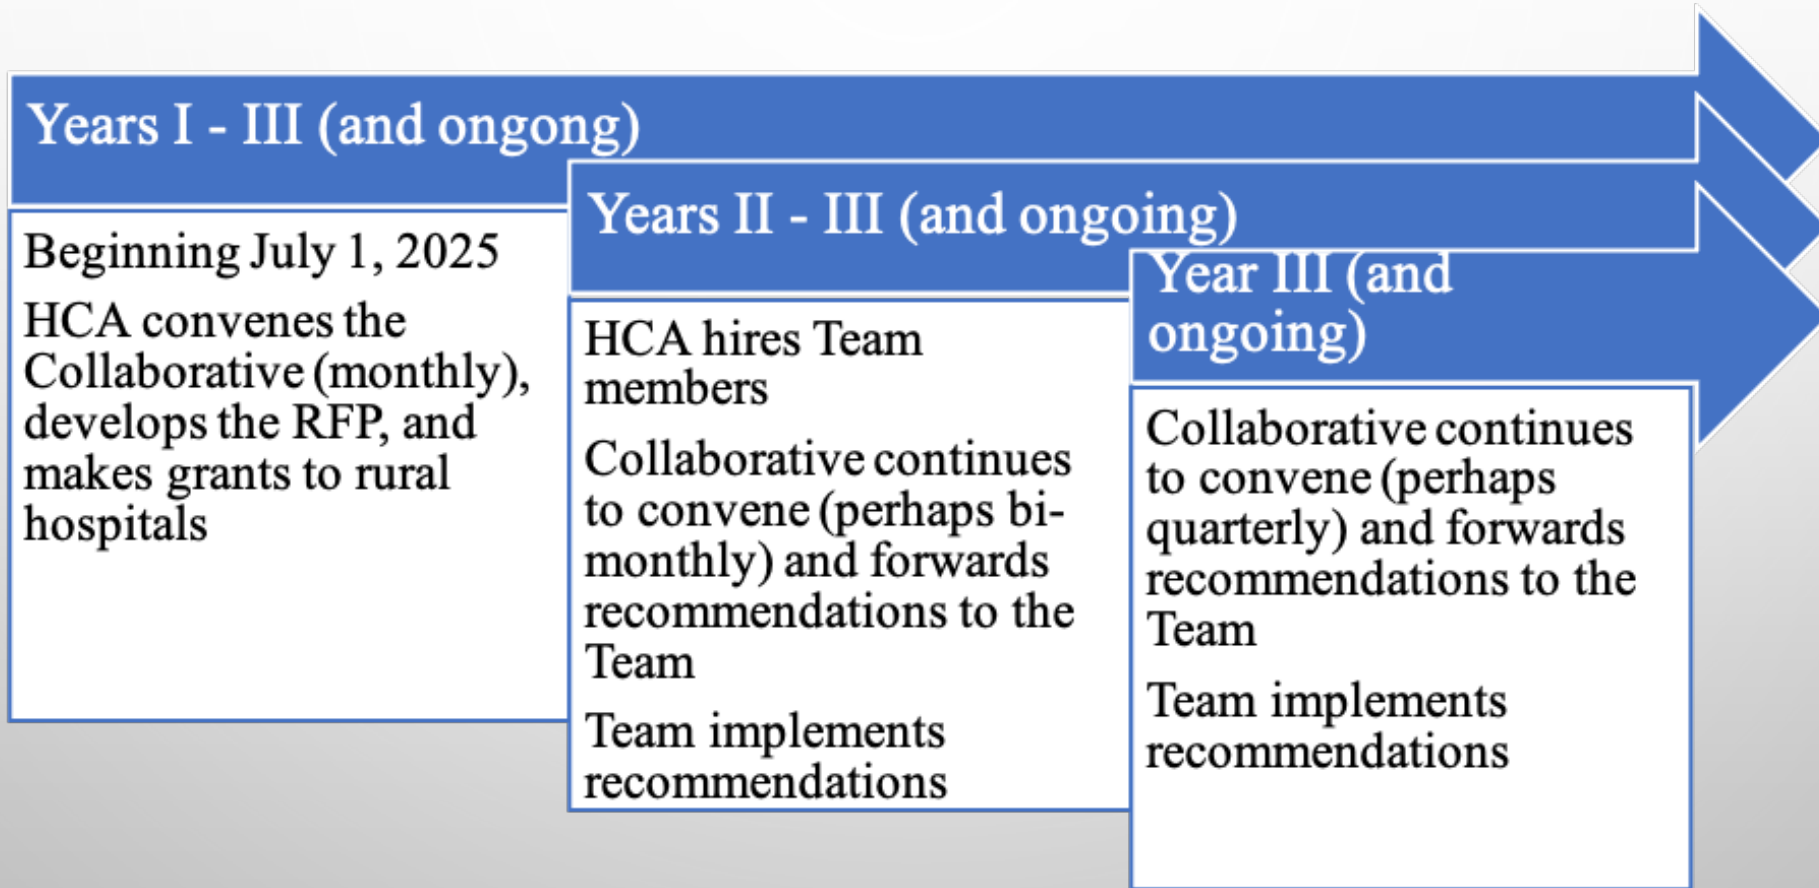 Years I - III (and ongong)
Beginning July 1, 2025
HCA convenes the
Collaborative (monthly),
develops the RFP, and
makes grants to rural
hospitals
Years II - III (and ongoing)
HCA hires Team
members
Collaborative continues
to convene (perhaps bi-
monthly) and forwards
recommendations to the
Team
Team implements
recommendations
Year III (and
ongoing)
Collaborative continues
to convene (perhaps
quarterly) and forwards
recommendations to the
Team
Team implements
recommendations